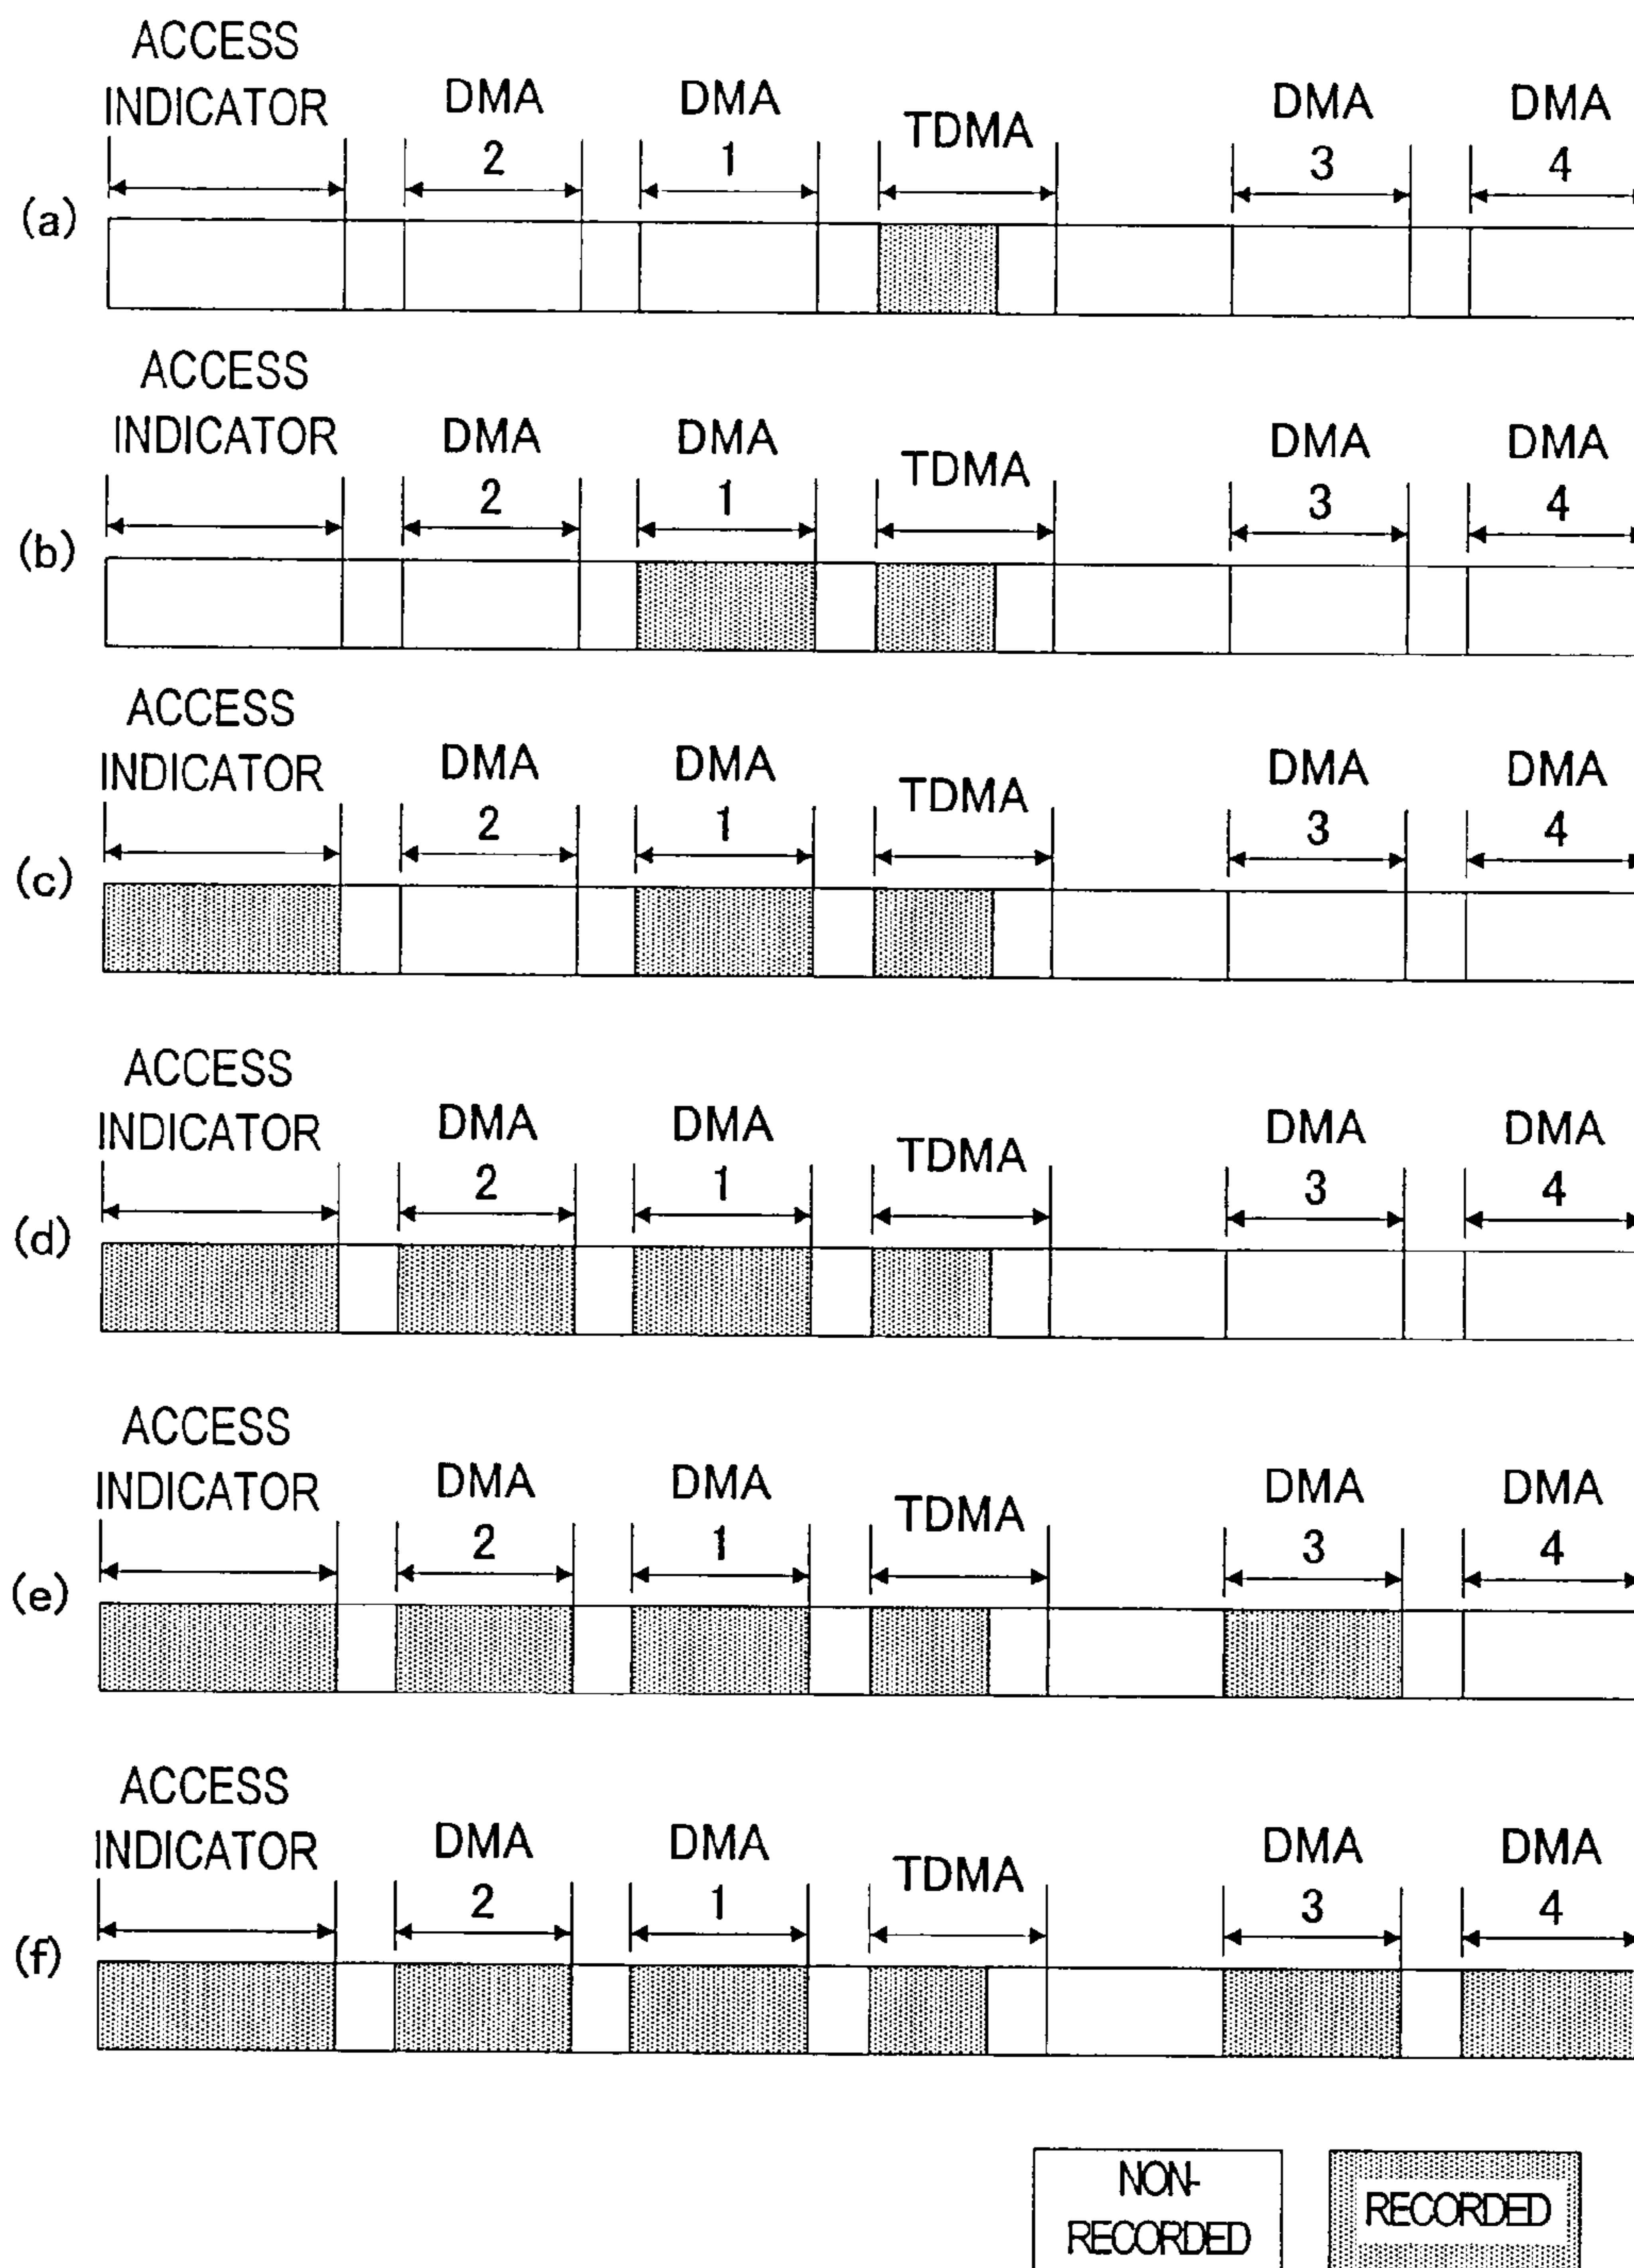 ACCESS
INDICATOR
DMA
2
DMA
1
TDMA
DMA
3
DMA
4
(a)
ACCESS
INDICATOR
DMA
2
DMA
1
TDMA
DMA
3
DMA
4
(b)
ACCESS
INDICATOR
DMA
2
DMA
1
TDMA
DMA
3
DMA
4
(c)
ACCESS
INDICATOR
DMA
2
DMA
1
TDMA
DMA
3
DMA
4
(d)
ACCESS
INDICATOR
DMA
2
DMA
1
TDMA
DMA
3
DMA
4
(e)
ACCESS
INDICATOR
DMA
2
DMA
1
TDMA
DMA
3
DMA
4
(f)
NON-
RECORDED
RECORDED